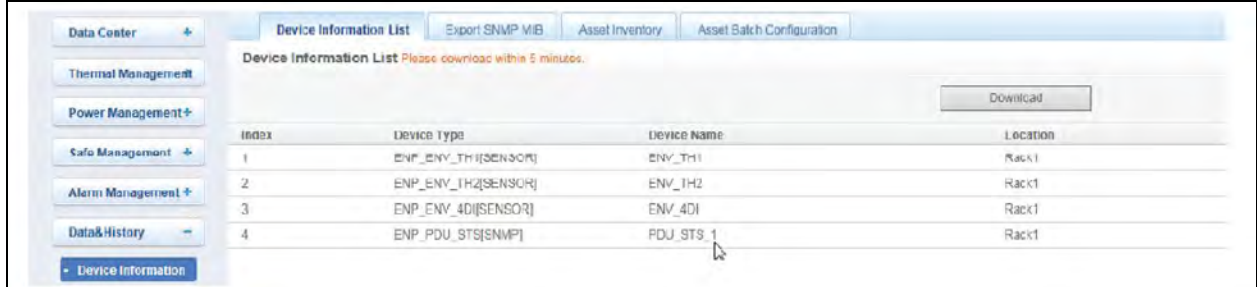 Data Center +
Thermal Management +
Power Management +
Safe Management +
Alarm Management +
Data&History −
Device Information
Device Information List Export SNMP MIB Asset Inventory Asset Batch Configuration
Device Information List Please download within 5 minutes.
Download
Index Device Type Device Name Location
1 ENP_ENV_TH1[SENSOR] ENV_TH1 Rack1
2 ENP_ENV_TH2[SENSOR] ENV_TH2 Rack1
3 ENP_ENV_4DI[SENSOR] ENV_4DI Rack1
4 ENP_PDU_STS[SNMP] PDU_STS_1 Rack1